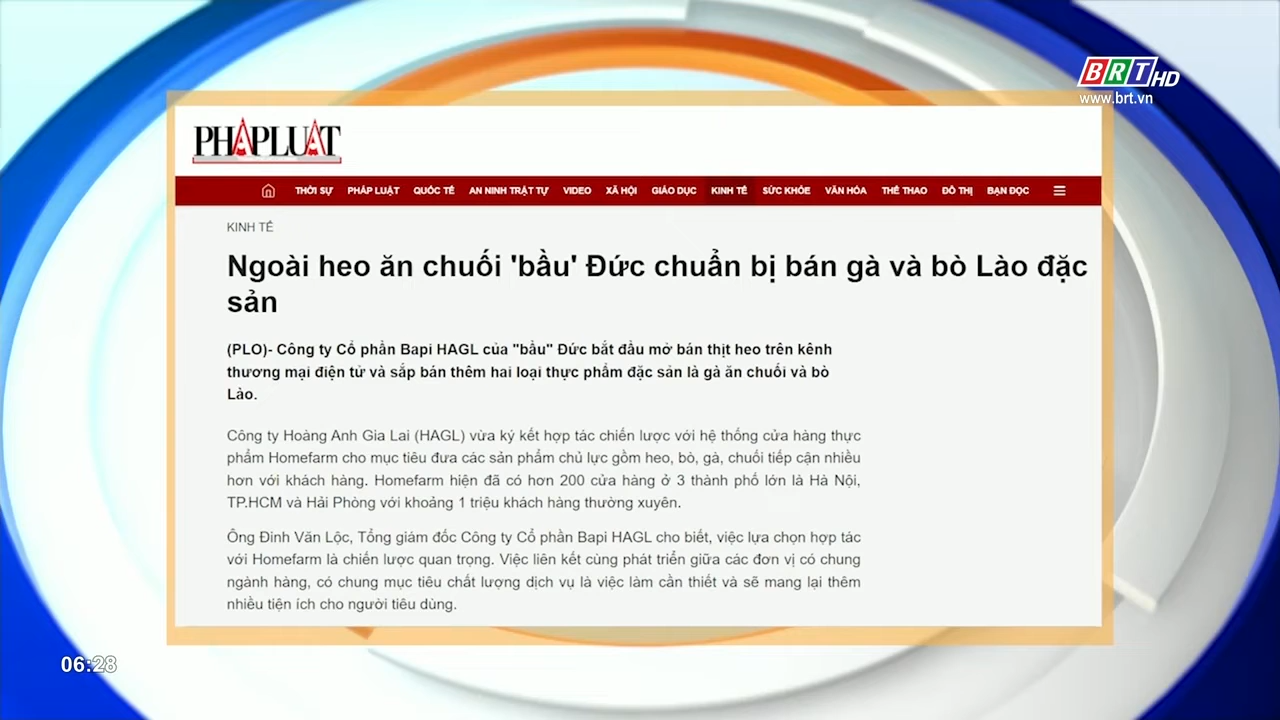 BRT HD
www.brt.vn
PHÁP LUẬT
THỜI SỰ PHÁP LUẬT QUỐC TẾ AN NINH TRẬT TỰ VIDEO XÃ HỘI GIÁO DỤC KINH TẾ SỨC KHỎE VĂN HÓA THỂ THAO ĐÔ THỊ BẠN ĐỌC
KINH TẾ
Ngoài heo ăn chuối 'bầu' Đức chuẩn bị bán gà và bò Lào đặc
sản
(PLO)- Công ty Cổ phần Bapi HAGL của "bầu" Đức bắt đầu mở bán thịt heo trên kênh
thương mại điện tử và sắp bán thêm hai loại thực phẩm đặc sản là gà ăn chuối và bò
Lào.
Công ty Hoàng Anh Gia Lai (HAGL) vừa ký kết hợp tác chiến lược với hệ thống cửa hàng thực
phẩm Homefarm cho mục tiêu đưa các sản phẩm chủ lực gồm heo, bò, gà, chuối tiếp cận nhiều
hơn với khách hàng. Homefarm hiện đã có hơn 200 cửa hàng ở 3 thành phố lớn là Hà Nội,
TP.HCM và Hải Phòng với khoảng 1 triệu khách hàng thường xuyên.
Ông Đinh Văn Lộc, Tổng giám đốc Công ty Cổ phần Bapi HAGL cho biết, việc lựa chọn hợp tác
với Homefarm là chiến lược quan trọng. Việc liên kết cùng phát triển giữa các đơn vị có chung
ngành hàng, có chung mục tiêu chất lượng dịch vụ là việc làm cần thiết và sẽ mang lại thêm
nhiều tiện ích cho người tiêu dùng.
06:28